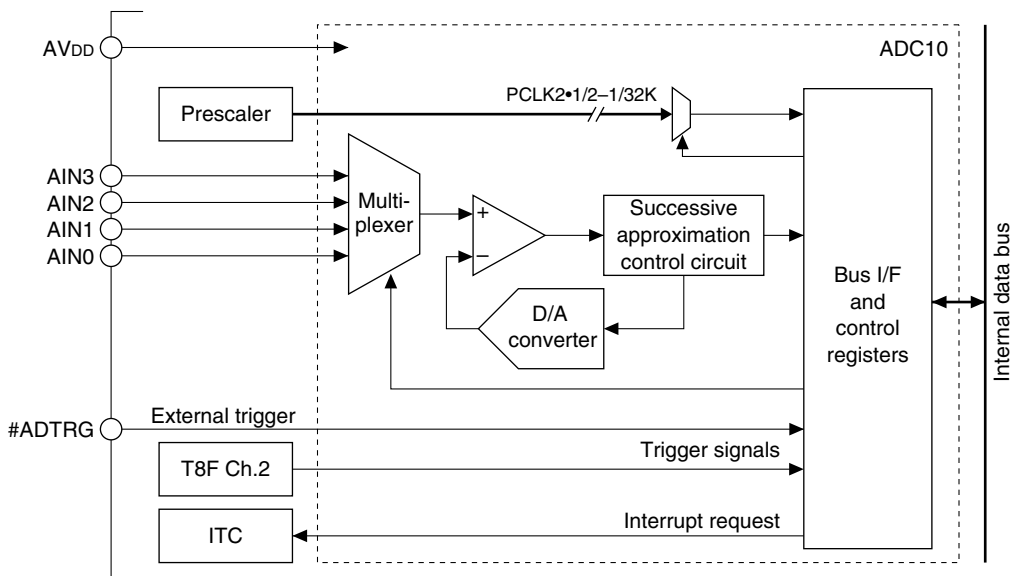 AVDD
ADC10
PCLK2•1/2–1/32K
Prescaler
AIN3
AIN2
AIN1
AIN0
Multi-
plexer
+
–
Successive
approximation
control circuit
D/A
converter
Bus I/F
and
control
registers
Internal data bus
#ADTRG
External trigger
T8F Ch.2
Trigger signals
ITC
Interrupt request